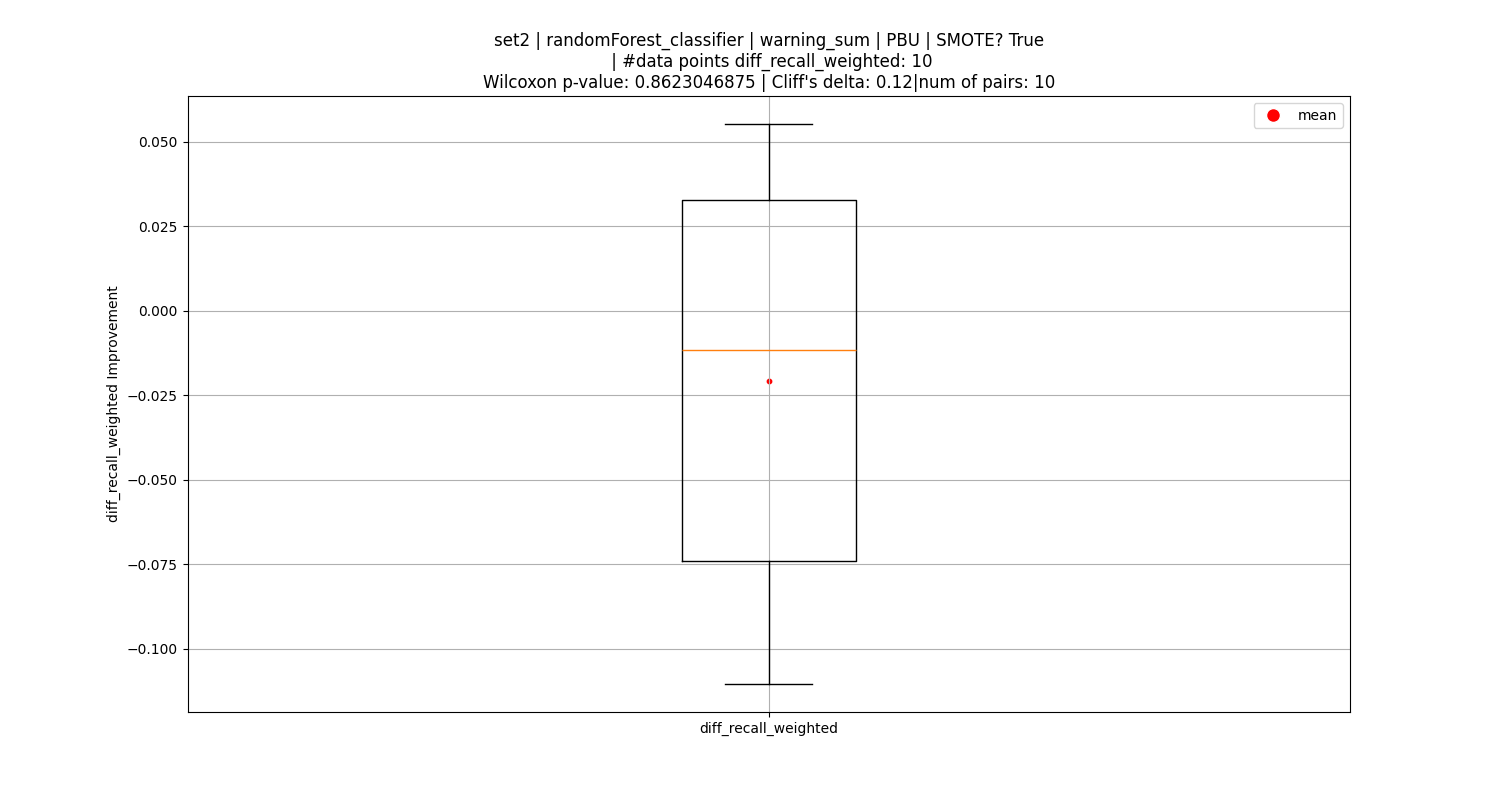 set2 | randomForest_classifier | warning_sum | PBU | SMOTE? True
| #data points diff_recall_weighted: 10
Wilcoxon p-value: 0.8623046875 | Cliff's delta: 0.12|num of pairs: 10
mean
0.050
0.025
0.000
−0.025
−0.050
−0.075
−0.100
diff_recall_weighted Improvement
diff_recall_weighted